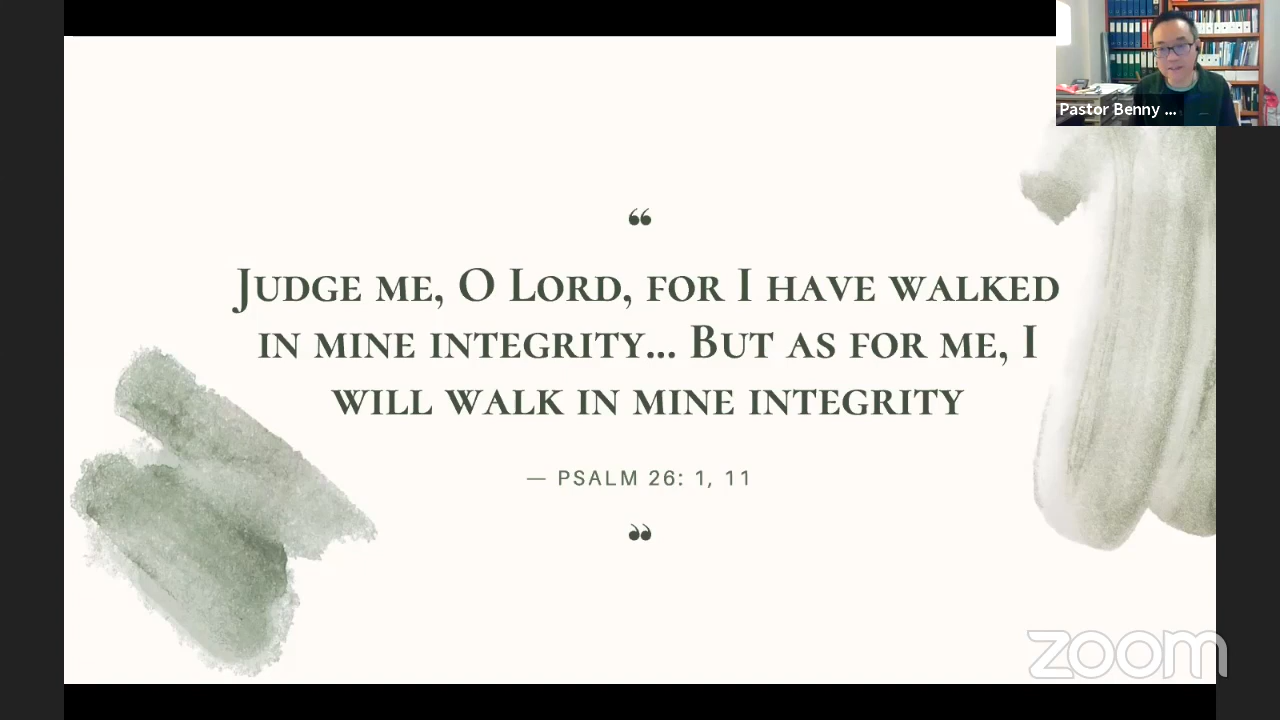 Pastor Benny ...
❝
Judge me, O Lord, for I have walked
in mine integrity... But as for me, I
will walk in mine integrity
— PSALM 26: 1, 11
❞
zoom